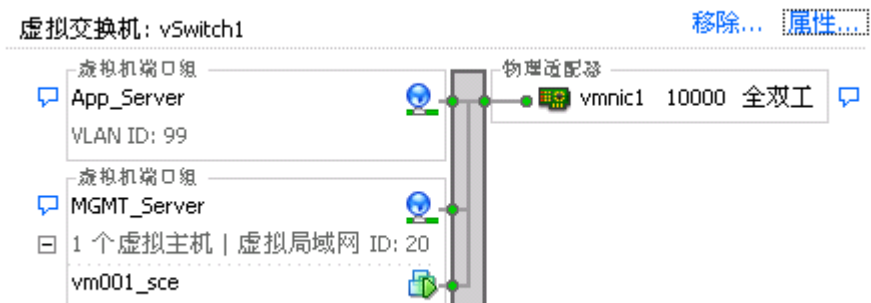 虚拟交换机: vSwitch1
移除... 属性...
虚拟机端口组
App_Server
VLAN ID: 99
物理适配器
vmnic1 10000 全双工
虚拟机端口组
MGMT_Server
1 个虚拟主机 | 虚拟局域网 ID: 20
vm001_sce